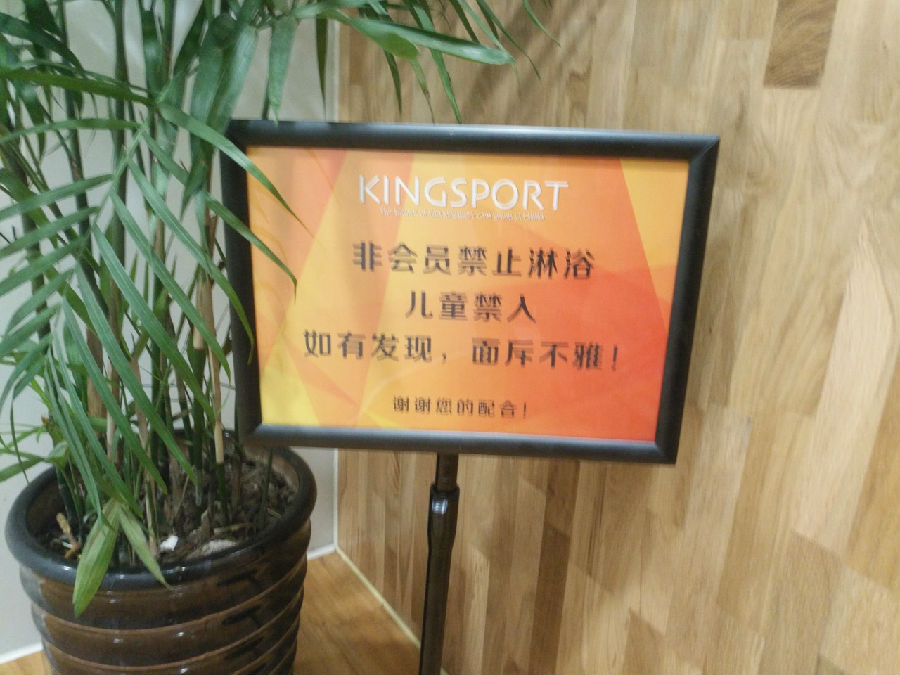 KINGSPORT
非会员禁止淋浴
儿童禁入
如有发现，面斥不雅！
谢谢您的配合！